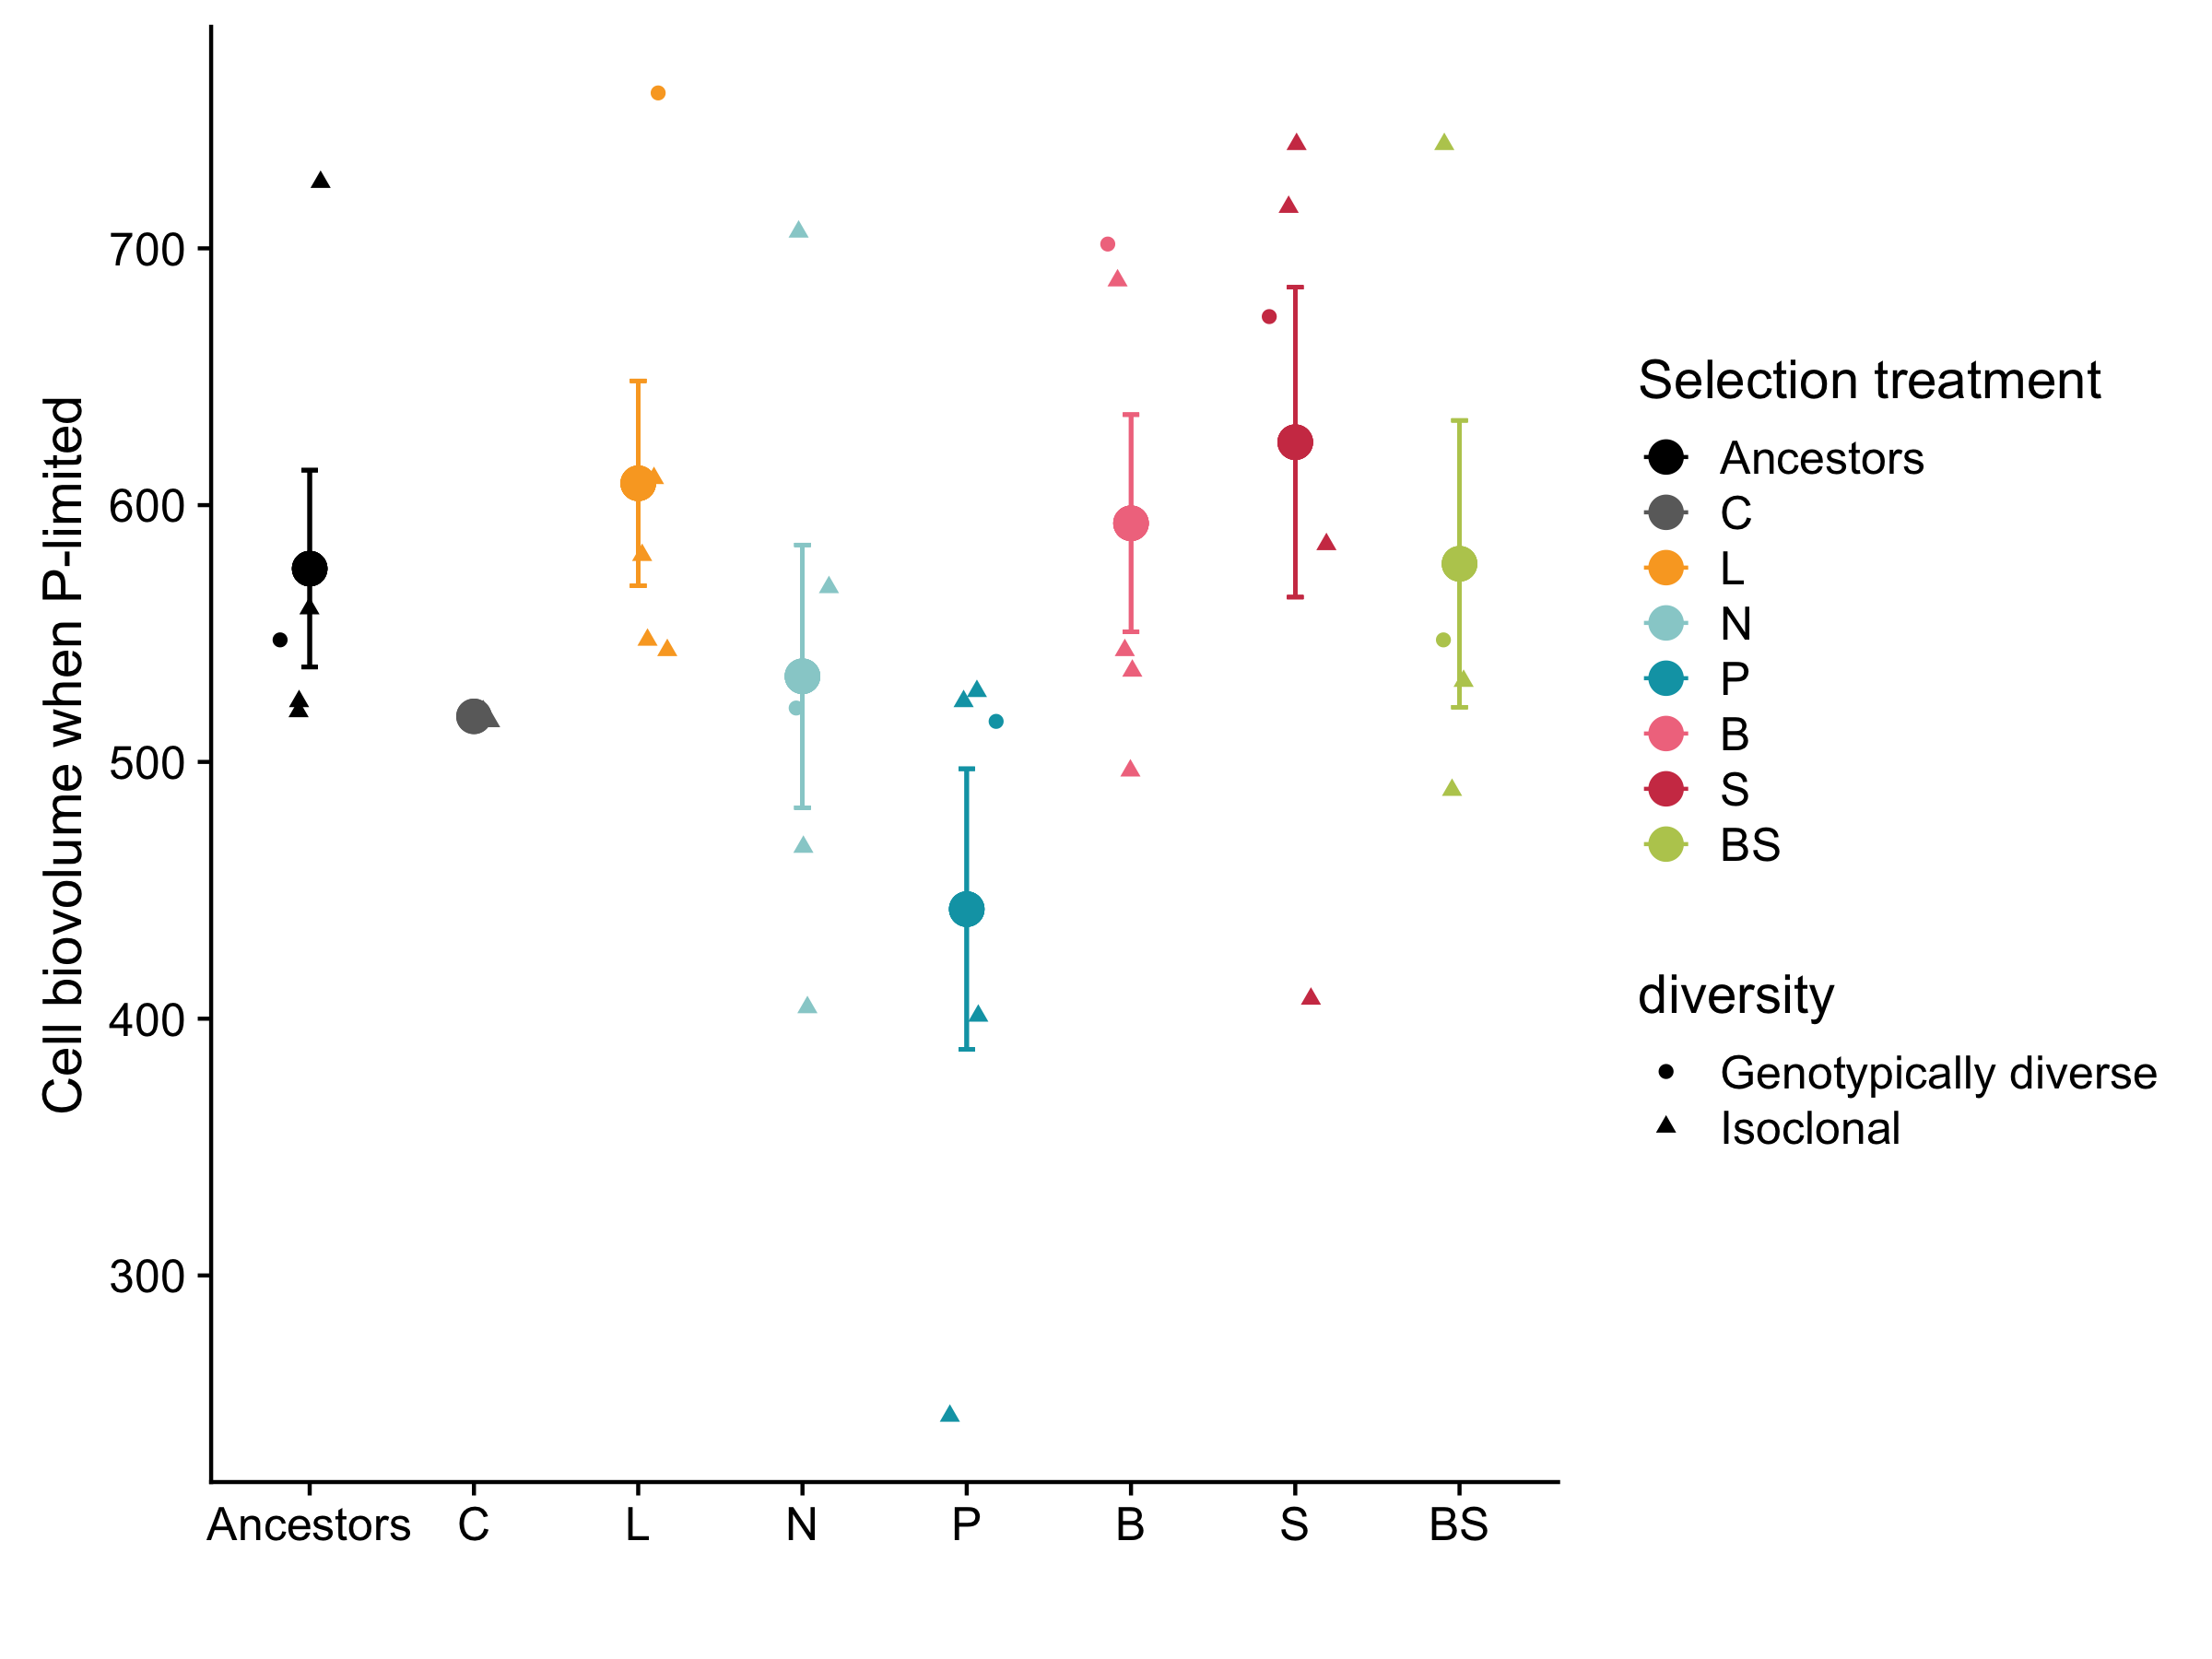 Cell biovolume when P-limited
700
600
500
400
300
Ancestors C L N P B S BS
Selection treatment
Ancestors
C
L
N
P
B
S
BS
diversity
Genotypically diverse
Isoclonal